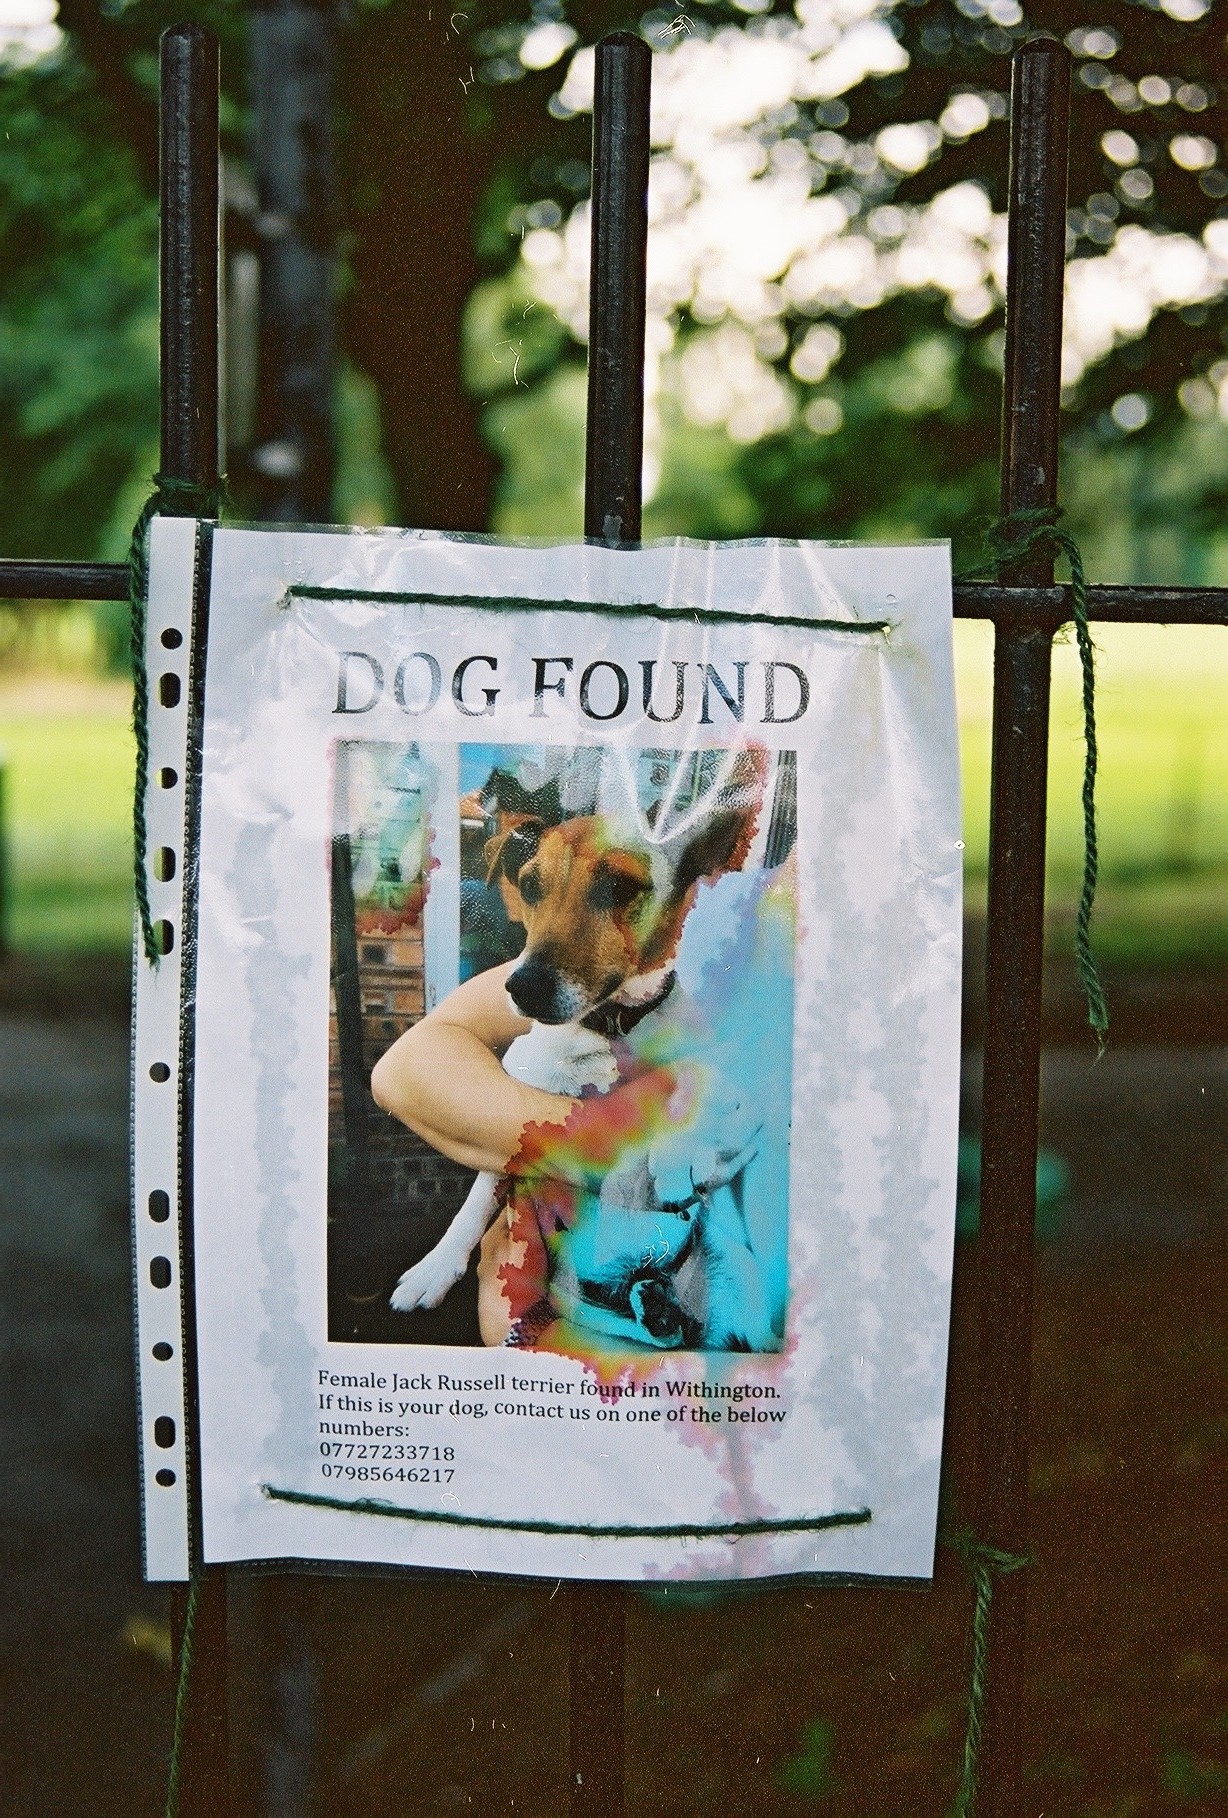 DOG FOUND
Female Jack Russell terrier found in Withington.
If this is your dog, contact us on one of the below
numbers:
07727233718
07985646217